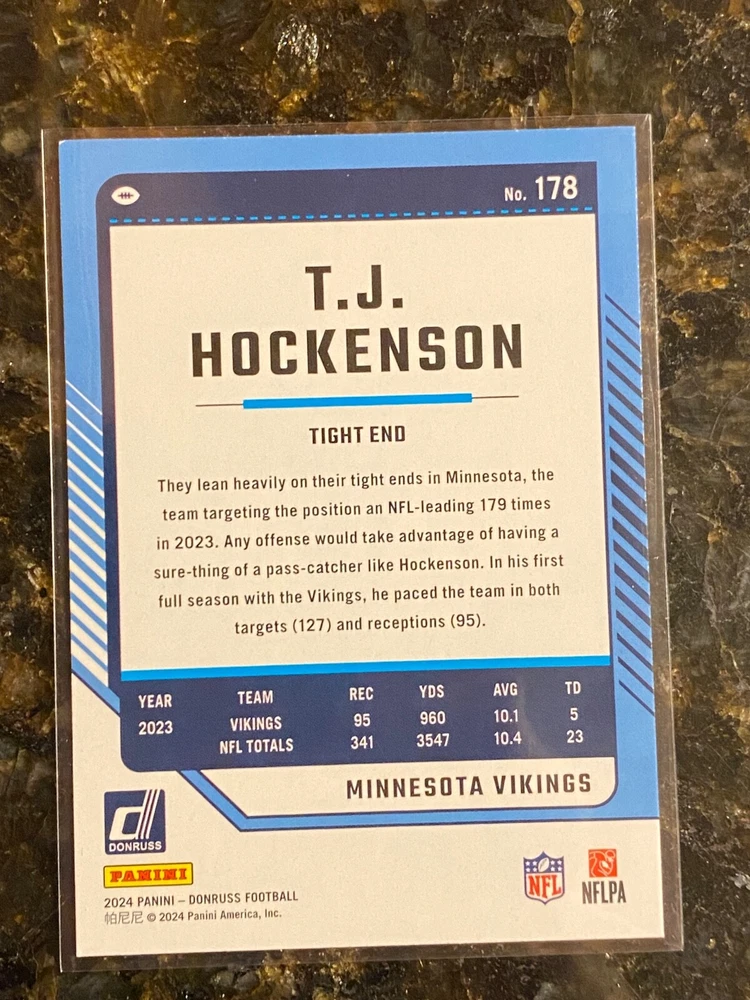 No. 178
T.J.
HOCKENSON
TIGHT END
They lean heavily on their tight ends in Minnesota, the
team targeting the position an NFL-leading 179 times
in 2023. Any offense would take advantage of having a
sure-thing of a pass-catcher like Hockenson. In his first
full season with the Vikings, he paced the team in both
targets (127) and receptions (95).
YEAR TEAM REC YDS AVG TD
2023 VIKINGS 95 960 10.1 5
NFL TOTALS 341 3547 10.4 23
MINNESOTA VIKINGS
d
DONRUSS
PANINI
2024 PANINI – DONRUSS FOOTBALL
帕尼尼 © 2024 Panini America, Inc.
NFL
NFLPA